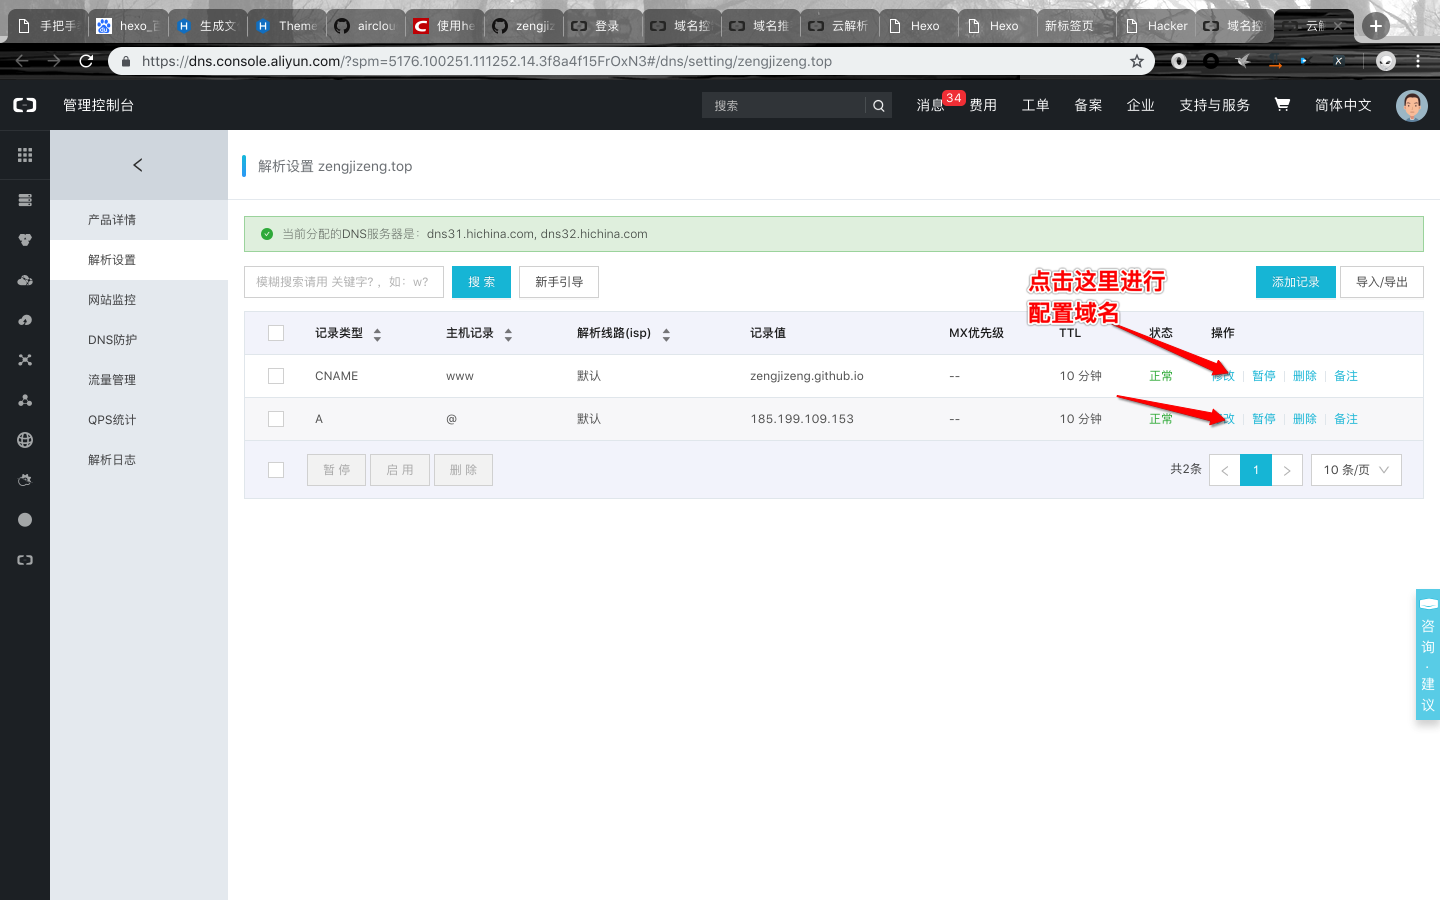 手把手
hexo_百
生成文
Theme
airclou
使用he
zengjiz
登录
域名控
域名推
云解析
Hexo
Hexo
新标签页
Hacker
域名控
云解
https://dns.console.aliyun.com/?spm=5176.100251.111252.14.3f8a4f15FrOxN3#/dns/setting/zengjizeng.top
管理控制台
搜索
消息 34 费用 工单 备案 企业 支持与服务 简体中文
解析设置 zengjizeng.top
产品详情
解析设置
网站监控
DNS防护
流量管理
QPS统计
解析日志
当前分配的DNS服务器是：dns31.hichina.com, dns32.hichina.com
模糊搜索请用 关键字?，如：w?
搜 索
新手引导
点击这里进行
配置域名
添加记录
导入/导出
记录类型 主机记录 解析线路(isp) 记录值 MX优先级 TTL 状态 操作
CNAME www 默认 zengjizeng.github.io -- 10 分钟 正常 修改 暂停 删除 备注
A @ 默认 185.199.109.153 -- 10 分钟 正常 修改 暂停 删除 备注
暂 停 启 用 删 除
共2条 < 1 > 10 条/页
咨
询
·
建
议